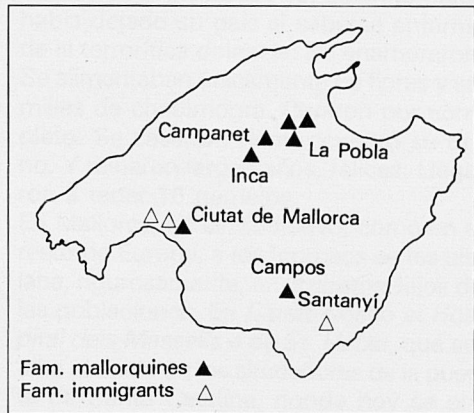 Campanet
La Pobla
Inca
Ciutat de Mallorca
Campos
Santanyí
Fam. mallorquines ▲
Fam. immigrants △